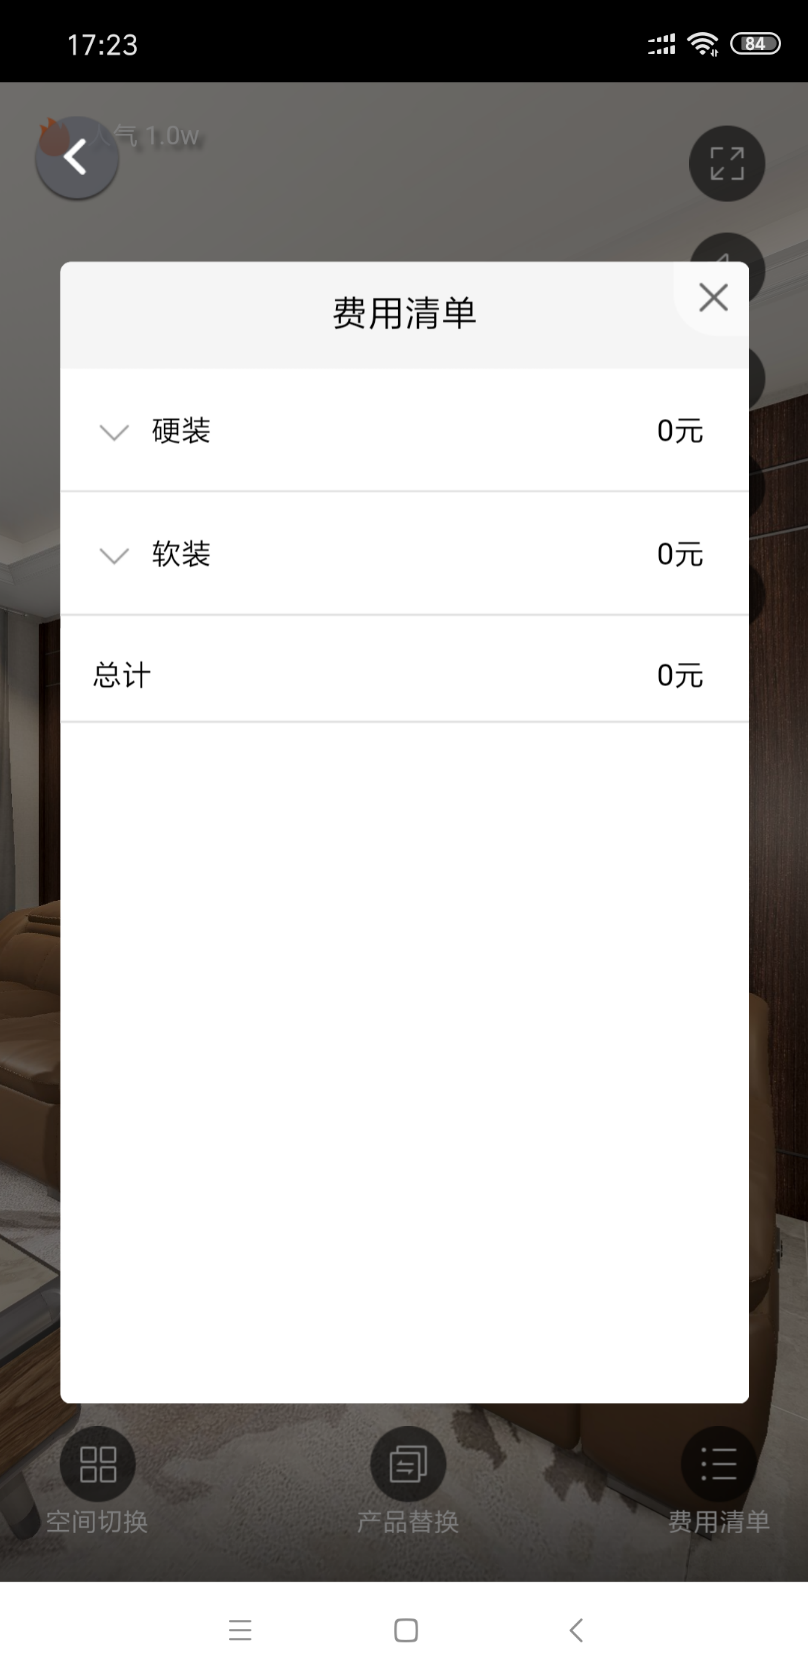 17:23
84
人气 1.0w
费用清单
硬装 0元
软装 0元
总计 0元
空间切换 产品替换 费用清单